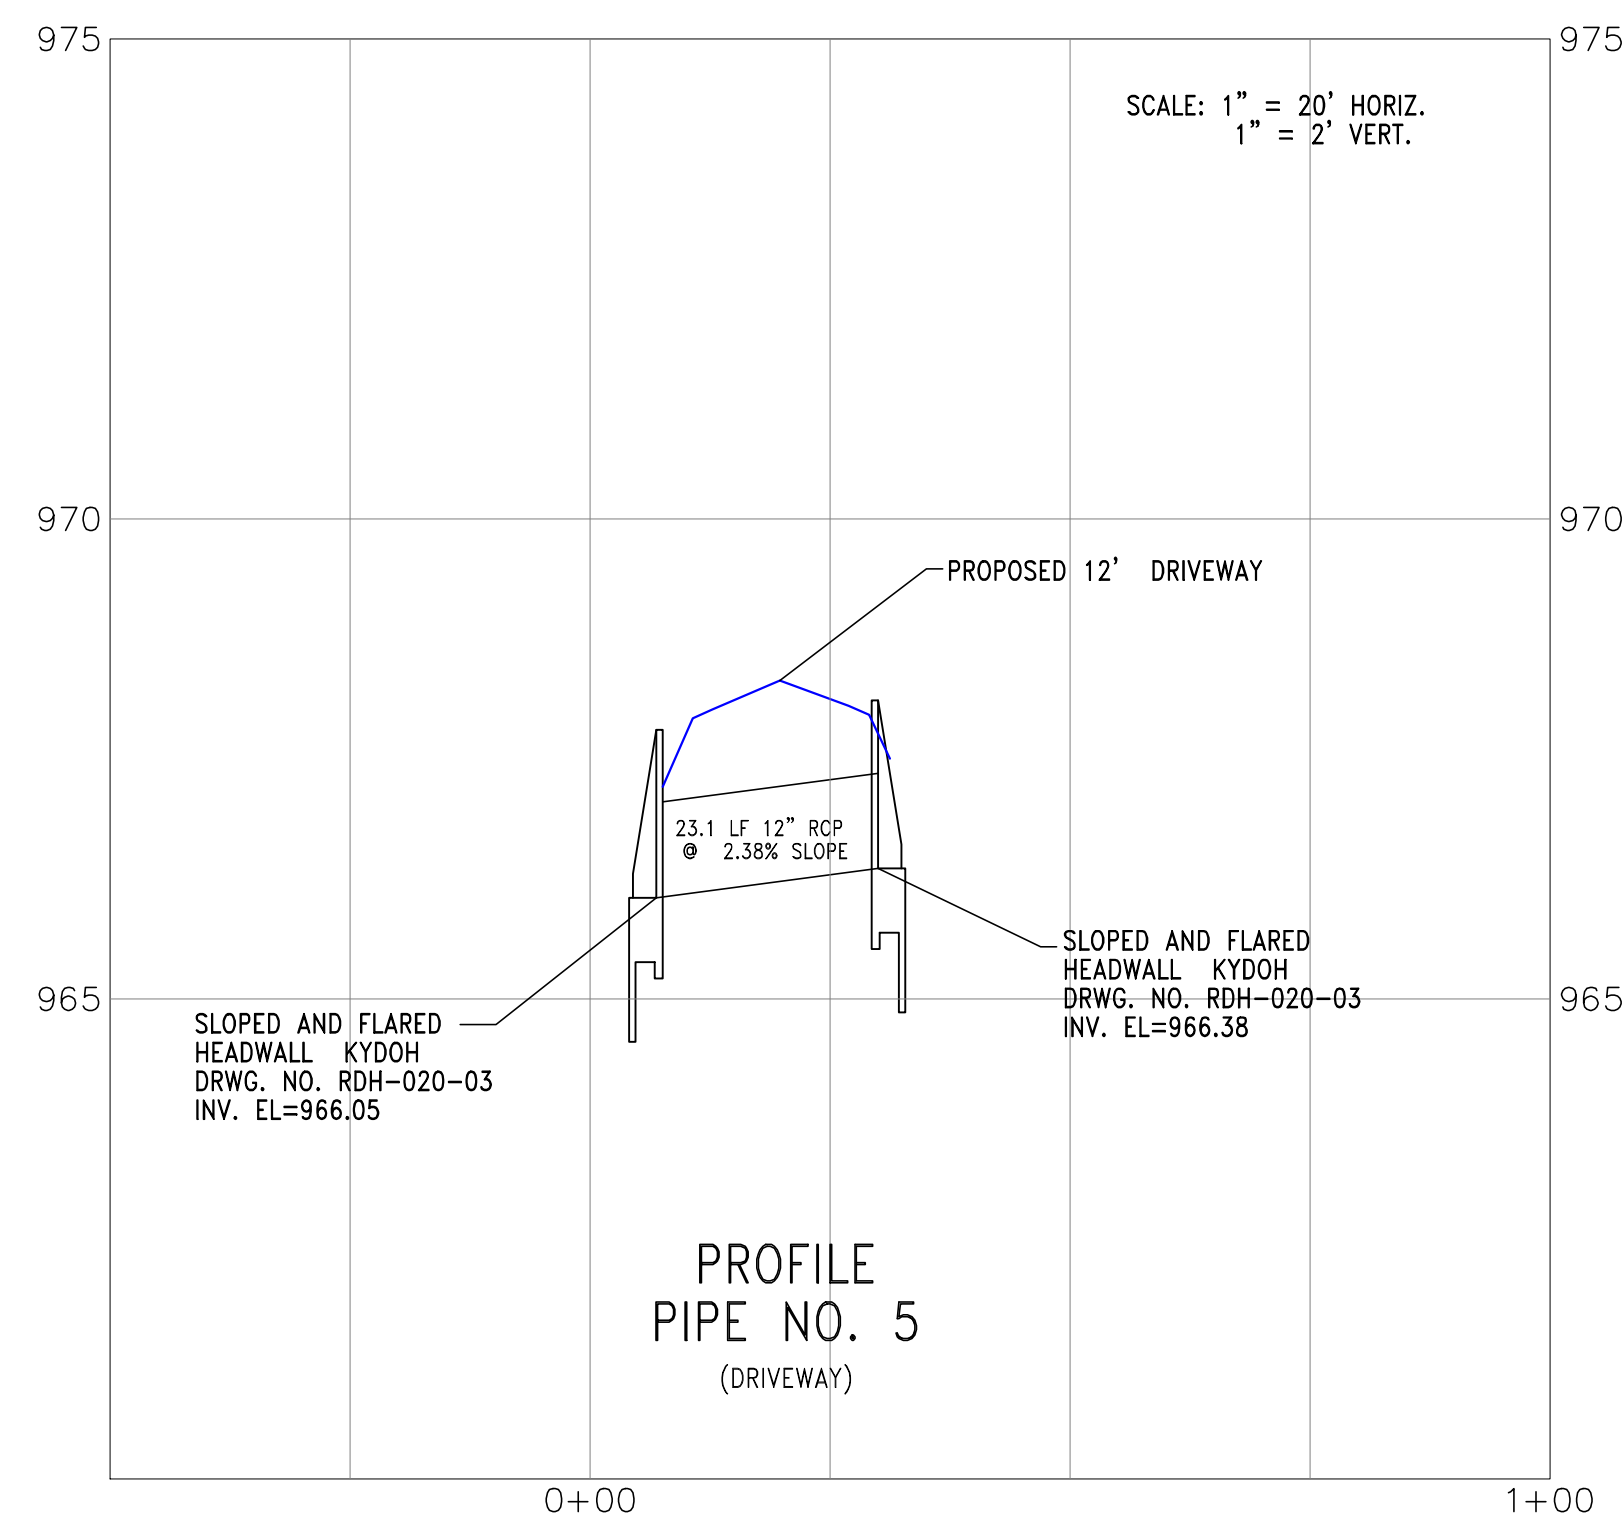 975
975
SCALE: 1” = 20’ HORIZ.
1” = 2’ VERT.
970
970
PROPOSED 12’ DRIVEWAY
23.1 LF 12” RCP
@ 2.38% SLOPE
SLOPED AND FLARED
HEADWALL KYDOH
DRWG. NO. RDH-020-03
INV. EL=966.38
965
965
SLOPED AND FLARED
HEADWALL KYDOH
DRWG. NO. RDH-020-03
INV. EL=966.05
PROFILE
PIPE NO. 5
(DRIVEWAY)
0+00
1+00